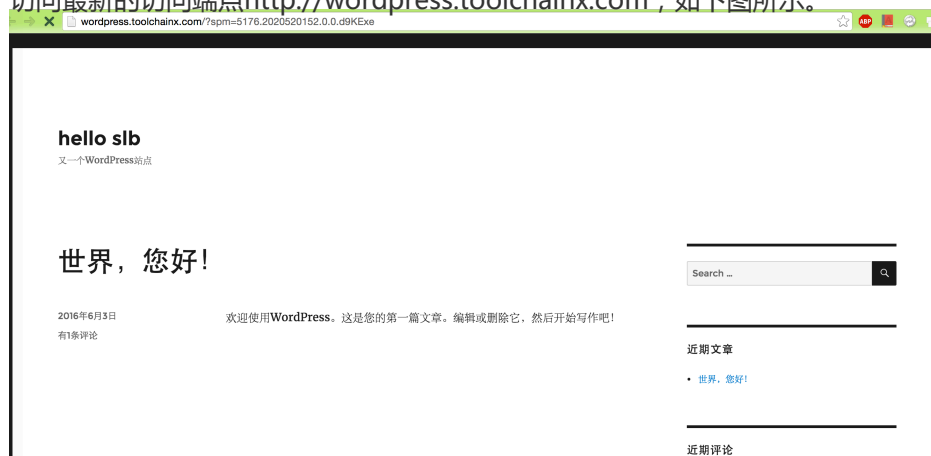 访问最新的访问端点http://wordpress.toolchainx.com，如下图所示。
wordpress.toolchainx.com/?spm=5176.2020520152.0.0.d9KExe
ABP
hello slb
又一个WordPress站点
世界，您好！
Search …
2016年6月3日
欢迎使用WordPress。这是您的第一篇文章。编辑或删除它，然后开始写作吧！
有1条评论
近期文章
• 世界，您好！
近期评论